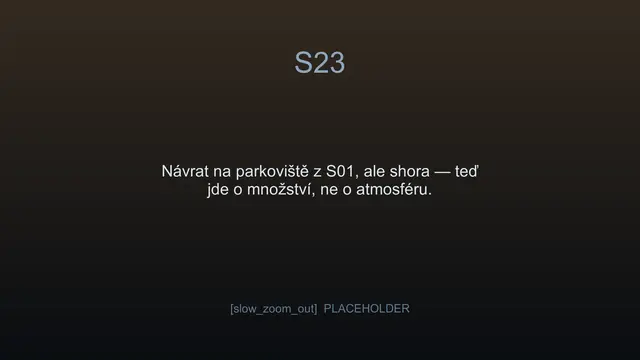 S23
Návrat na parkoviště z S01, ale shora — teď
jde o množství, ne o atmosféru.
[slow_zoom_out]  PLACEHOLDER